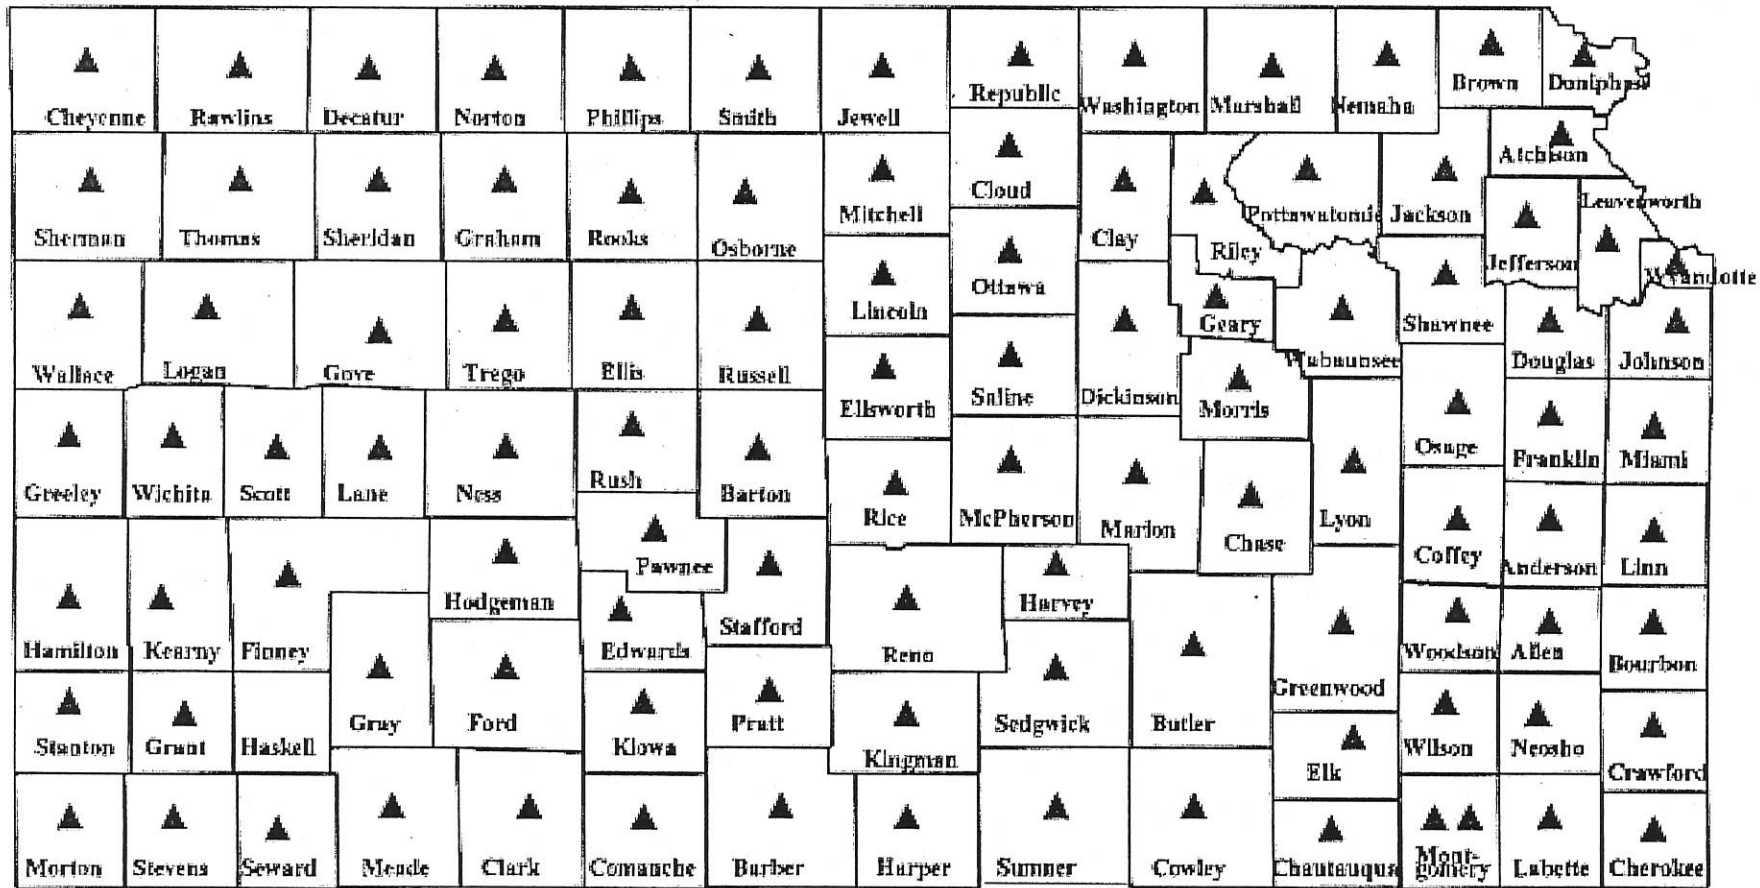 Cheyenne
Rawlins
Decatur
Norton
Phillips
Smith
Jewell
Republic
Washington
Marshall
Nemaha
Brown
Doniphan
Sherman
Thomas
Sheridan
Graham
Rooks
Osborne
Mitchell
Cloud
Clay
Riley
Pottawatomie
Jackson
Atchison
Jefferson
Leavenworth
Wyandotte
Wallace
Logan
Gove
Trego
Ellis
Russell
Lincoln
Ottawa
Geary
Wabaunsee
Shawnee
Douglas
Johnson
Ellsworth
Saline
Dickinson
Morris
Osage
Franklin
Miami
Greeley
Wichita
Scott
Lane
Ness
Rush
Barton
Rice
McPherson
Marion
Chase
Lyon
Coffey
Anderson
Linn
Hamilton
Kearny
Finney
Hodgeman
Pawnee
Edwards
Stafford
Reno
Harvey
Greenwood
Woodson
Allen
Bourbon
Stanton
Grant
Haskell
Gray
Ford
Kiowa
Pratt
Kingman
Sedgwick
Butler
Elk
Wilson
Neosho
Crawford
Morton
Stevens
Seward
Meade
Clark
Comanche
Barber
Harper
Sumner
Cowley
Chautauqua
Mont-
gomery
Labette
Cherokee